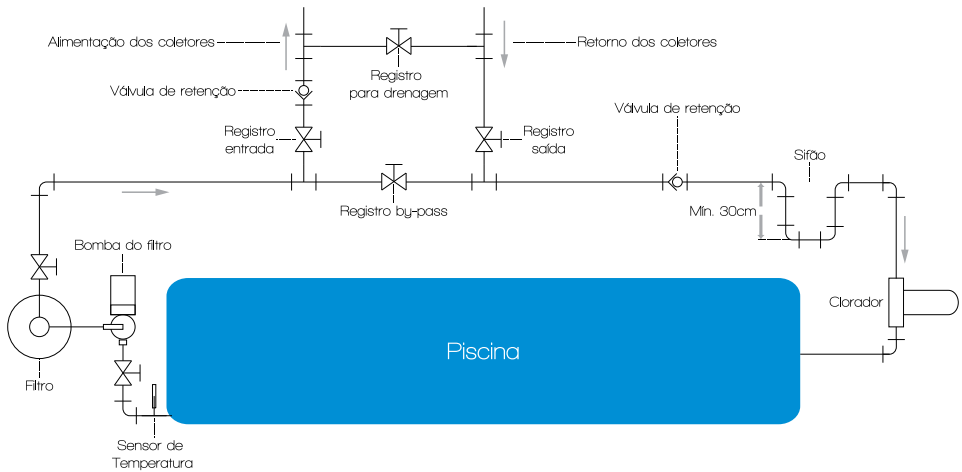 Alimentação dos coletores
Retorno dos coletores
Registro
para drenagem
Válvula de retenção
Válvula de retenção
Registro
entrada
Registro
saída
Sifão
Registro by-pass
Mín. 30cm
Bomba do filtro
Clorador
Piscina
Filtro
Sensor de
Temperatura